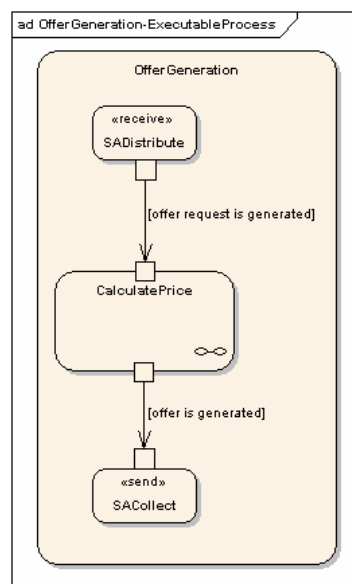 ad OfferGeneration-ExecutableProcess
OfferGeneration
«receive»
SADistribute
[offer request is generated]
CalculatePrice
[offer is generated]
«send»
SACollect